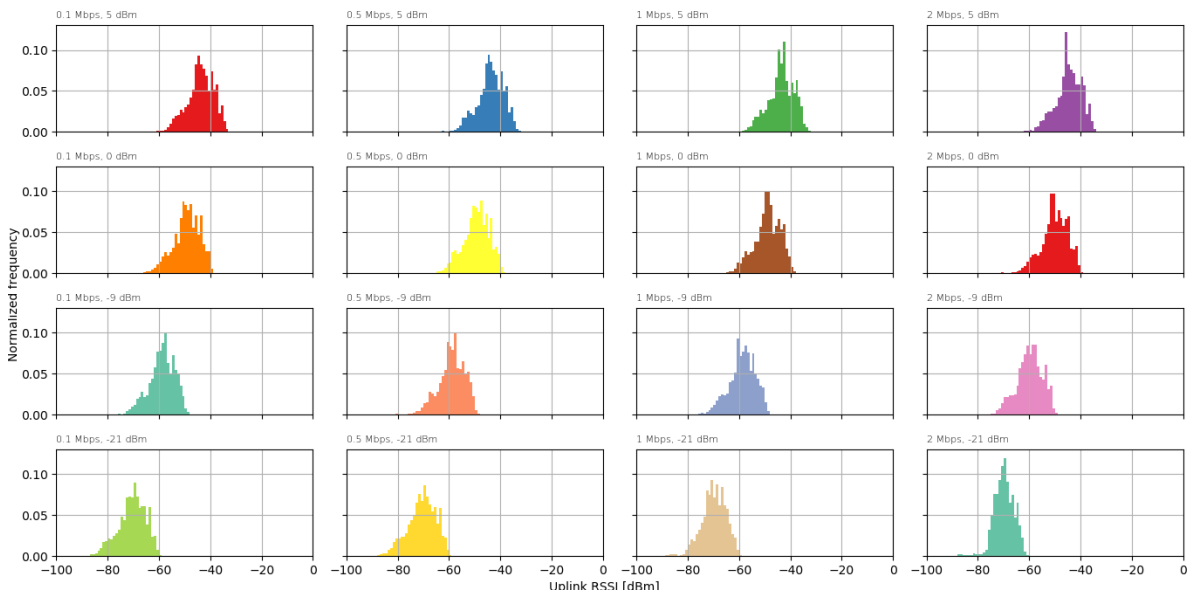 0.1 Mbps, 5 dBm
0.5 Mbps, 5 dBm
1 Mbps, 5 dBm
2 Mbps, 5 dBm
0.10
0.05
0.00
0.1 Mbps, 0 dBm
0.5 Mbps, 0 dBm
1 Mbps, 0 dBm
2 Mbps, 0 dBm
0.10
0.05
0.00
Normalized frequency
0.1 Mbps, -9 dBm
0.5 Mbps, -9 dBm
1 Mbps, -9 dBm
2 Mbps, -9 dBm
0.10
0.05
0.00
0.1 Mbps, -21 dBm
0.5 Mbps, -21 dBm
1 Mbps, -21 dBm
2 Mbps, -21 dBm
0.10
0.05
0.00
−100 −80 −60 −40 −20 0
−100 −80 −60 −40 −20 0
−100 −80 −60 −40 −20 0
−100 −80 −60 −40 −20 0
Uplink RSSI [dBm]